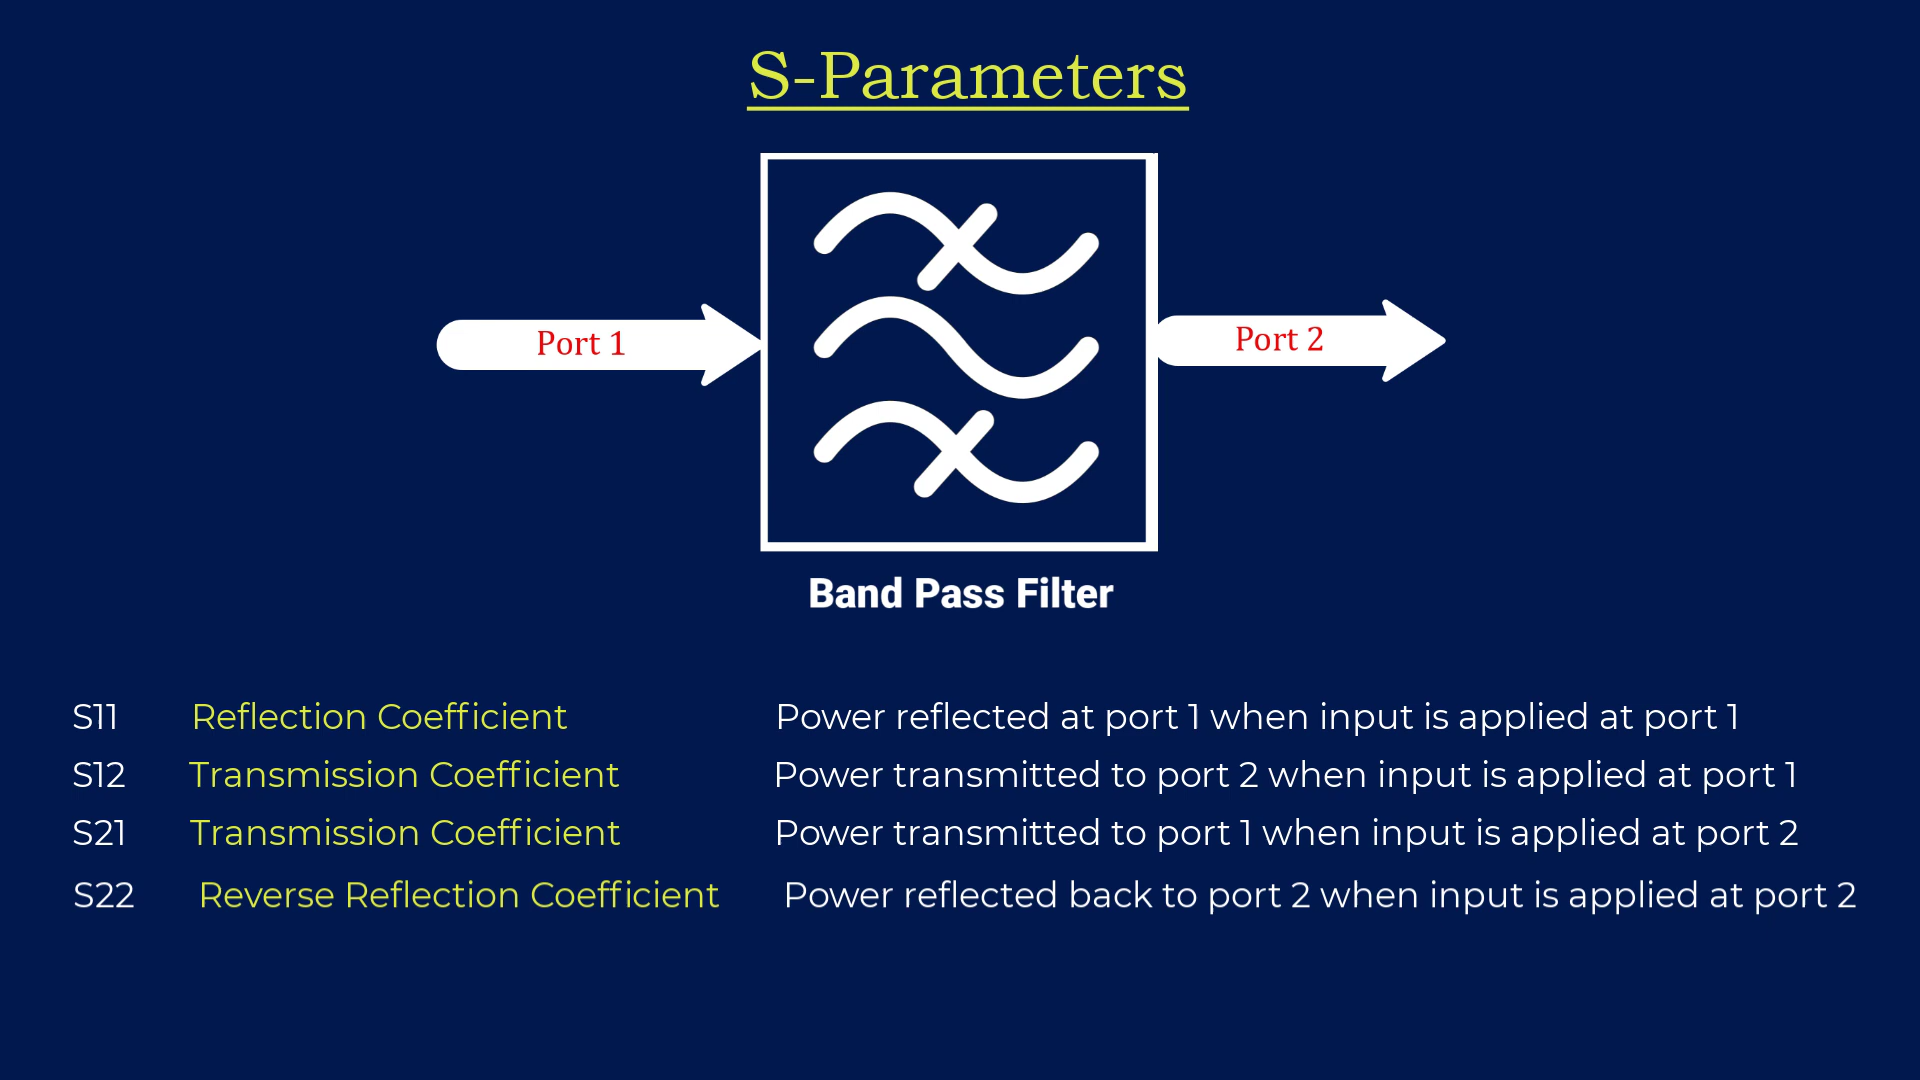 S-Parameters
Port 1
Port 2
Band Pass Filter
S11 Reflection Coefficient Power reflected at port 1 when input is applied at port 1
S12 Transmission Coefficient Power transmitted to port 2 when input is applied at port 1
S21 Transmission Coefficient Power transmitted to port 1 when input is applied at port 2
S22 Reverse Reflection Coefficient Power reflected back to port 2 when input is applied at port 2